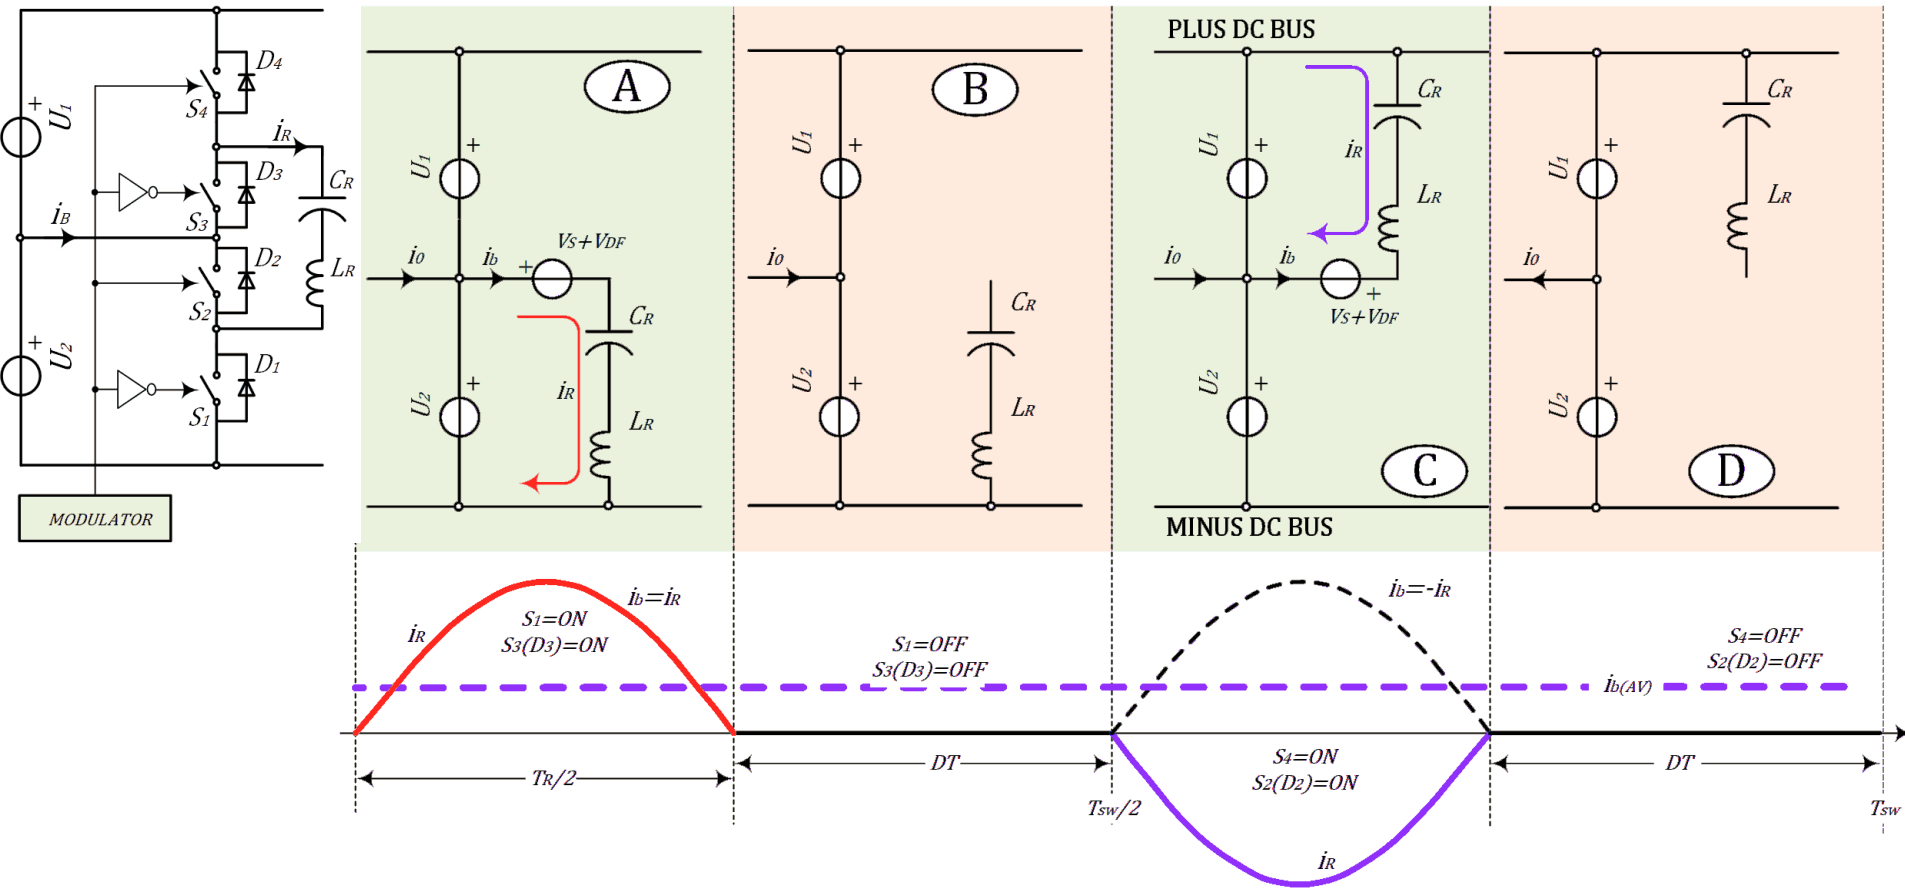 +
U1
S4
D4
iR
D3
S3
CR
iB
D2
S2
LR
+
U2
D1
S1
MODULATOR
A
U1
+
VS+VDF
i0
ib
+
CR
U2
+
iR
LR
B
U1
+
i0
CR
U2
+
LR
PLUS DC BUS
CR
U1
+
iR
LR
i0
ib
+
VS+VDF
U2
+
C
MINUS DC BUS
CR
U1
+
LR
i0
U2
+
D
iR
ib=iR
S1=ON
S3(D3)=ON
S1=OFF
S3(D3)=OFF
ib=-iR
S4=OFF
S2(D2)=OFF
ib(AV)
TR/2
DT
S4=ON
S2(D2)=ON
DT
TSW/2
TSW
iR